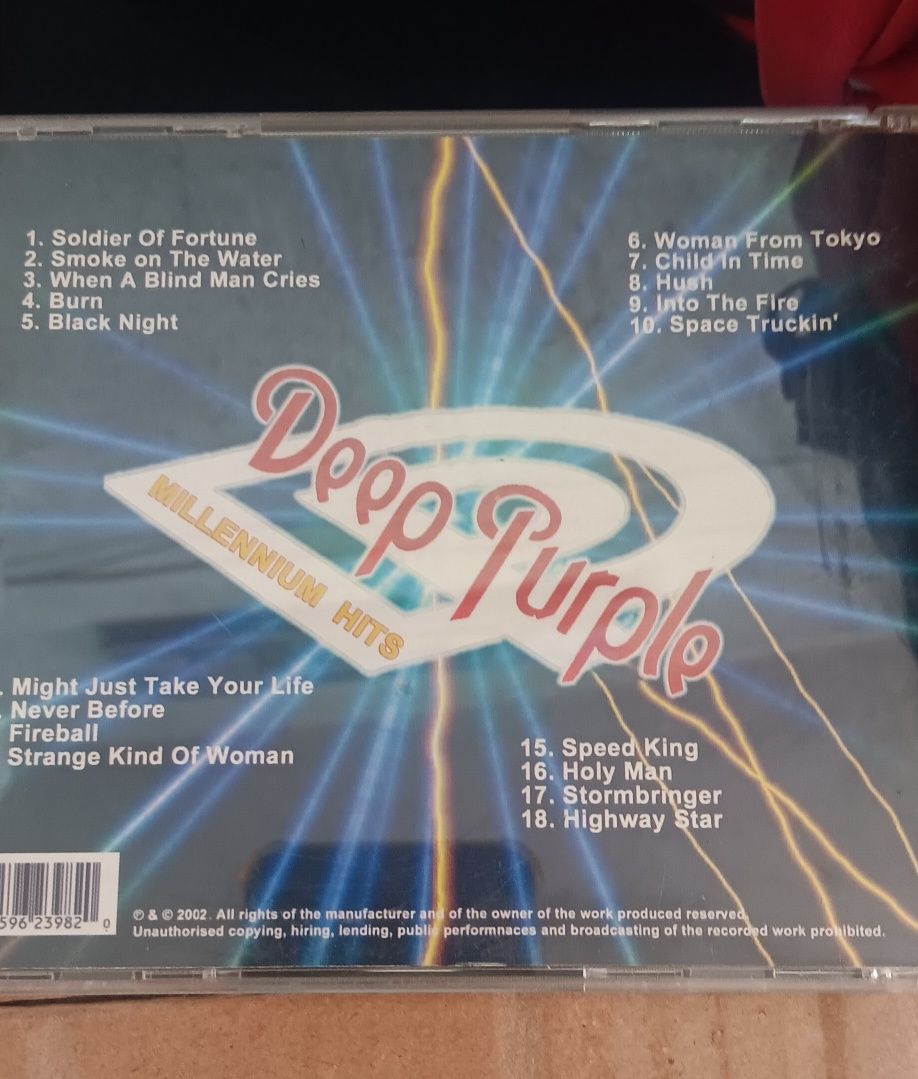 1. Soldier Of Fortune
2. Smoke on The Water
3. When A Blind Man Cries
4. Burn
5. Black Night
6. Woman From Tokyo
7. Child In Time
8. Hush
9. Into The Fire
10. Space Truckin'
Deep Purple
MILLENNIUM HITS
. Might Just Take Your Life
. Never Before
Fireball
Strange Kind Of Woman
15. Speed King
16. Holy Man
17. Stormbringer
18. Highway Star
596 23982 0
℗ & © 2002. All rights of the manufacturer and of the owner of the work produced reserved.
Unauthorised copying, hiring, lending, public performnaces and broadcasting of the recorded work prohibited.